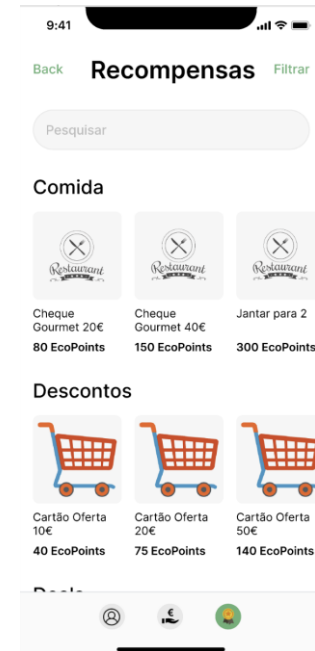 9:41
Back Recompensas Filtrar
Pesquisar
Comida
Restaurant Restaurant Restaurant
Cheque Gourmet 20€
80 EcoPoints
Cheque Gourmet 40€
150 EcoPoints
Jantar para 2
300 EcoPoints
Descontos
Cartão Oferta 10€
40 EcoPoints
Cartão Oferta 20€
75 EcoPoints
Cartão Oferta 50€
140 EcoPoints
€